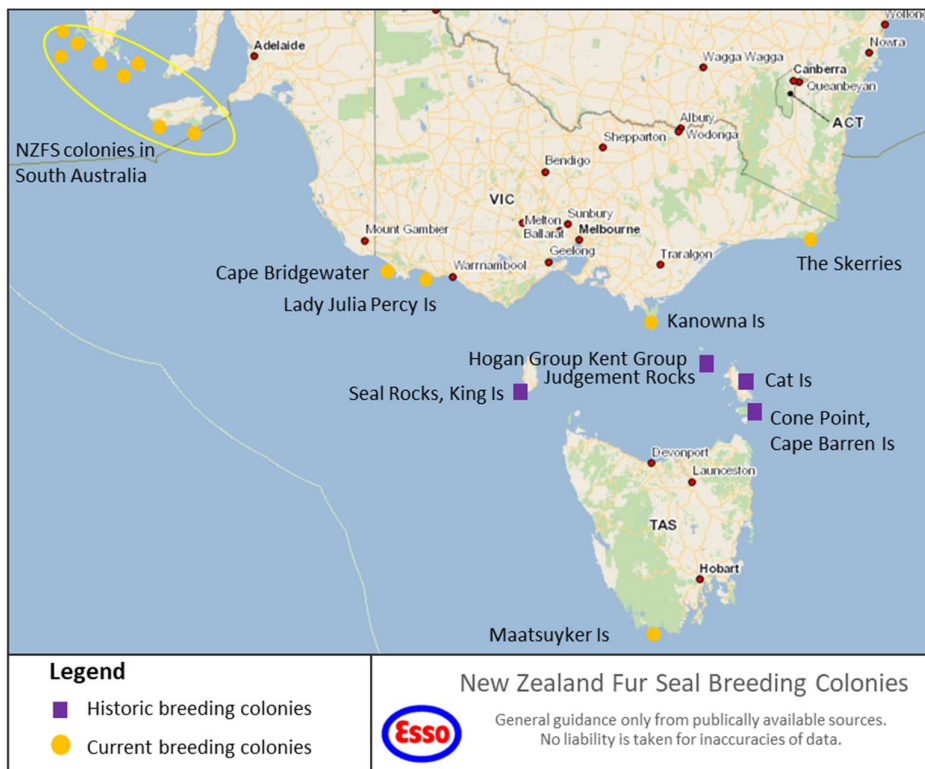 Wollong
Nowra
Adelaide
Wagga Wagga
Canberra
Queanbeyan
ACT
Albury
Wodonga
Shepparton
NZFS colonies in
South Australia
Bendigo
VIC
Melton
Sunbury
Ballarat
Melbourne
Mount Gambier
Geelong
Traralgon
Warrnambool
The Skerries
Cape Bridgewater
Lady Julia Percy Is
Kanowna Is
Hogan Group Kent Group
Judgement Rocks
Seal Rocks, King Is
Cat Is
Cone Point,
Cape Barren Is
Devonport
Launceston
TAS
Hobart
Maatsuyker Is
Legend
Historic breeding colonies
Current breeding colonies
New Zealand Fur Seal Breeding Colonies
Esso
General guidance only from publically available sources.
No liability is taken for inaccuracies of data.